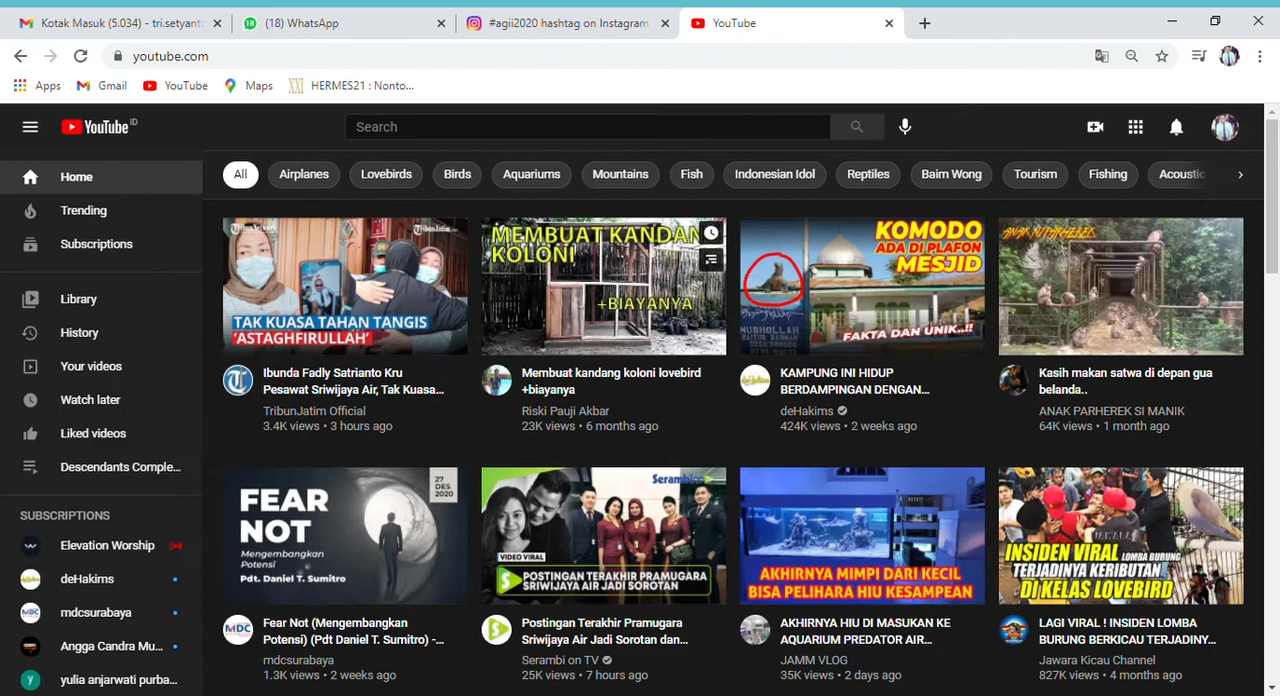 Kotak Masuk (5.034) - tri.setyanto
(18) WhatsApp
#agii2020 hashtag on Instagram
YouTube
youtube.com
Apps
Gmail
YouTube
Maps
HERMES21 : Nonto...
YouTube ID
Search
Home
Trending
Subscriptions
Library
History
Your videos
Watch later
Liked videos
Descendants Comple...
SUBSCRIPTIONS
Elevation Worship
deHakims
mdcsurabaya
Angga Candra Mu...
yulia anjarwati purba...
All Airplanes Lovebirds Birds Aquariums Mountains Fish Indonesian Idol Reptiles Baim Wong Tourism Fishing Acoustic
TribunJatim.com
TAK KUASA TAHAN TANGIS
'ASTAGHFIRULLAH'
Ibunda Fadly Satrianto Kru
Pesawat Sriwijaya Air, Tak Kuasa...
TribunJatim Official
3.4K views • 3 hours ago
MEMBUAT KANDAN
KOLONI
+BIAYANYA
Membuat kandang koloni lovebird
+biayanya
Riski Pauji Akbar
23K views • 6 months ago
KOMODO
ADA DI PLAFON
MESJID
MUSHOLLAH
FAKTA DAN UNIK..!!
KAMPUNG INI HIDUP
BERDAMPINGAN DENGAN...
deHakims
424K views • 2 weeks ago
ANAK PARHEREK
Kasih makan satwa di depan gua
belanda..
ANAK PARHEREK SI MANIK
64K views • 1 month ago
27
DES
2020
FEAR
NOT
Mengembangkan
Potensi
Pdt. Daniel T. Sumitro
MDC
Fear Not (Mengembangkan
Potensi) (Pdt Daniel T. Sumitro) -...
mdcsurabaya
1.3K views • 2 weeks ago
Serambi
VIDEO VIRAL
POSTINGAN TERAKHIR PRAMUGARA
SRIWIJAYA AIR JADI SOROTAN
Postingan Terakhir Pramugara
Sriwijaya Air Jadi Sorotan dan...
Serambi on TV
25K views • 7 hours ago
AKHIRNYA MIMPI DARI KECIL
BISA PELIHARA HIU KESAMPEAN
AKHIRNYA HIU DI MASUKAN KE
AQUARIUM PREDATOR AIR...
JAMM VLOG
35K views • 2 days ago
JAWARA
INSIDEN VIRAL LOMBA BURUNG
TERJADINYA KERIBUTAN
DI KELAS LOVEBIRD
LAGI VIRAL ! INSIDEN LOMBA
BURUNG BERKICAU TERJADINY...
Jawara Kicau Channel
827K views • 4 months ago